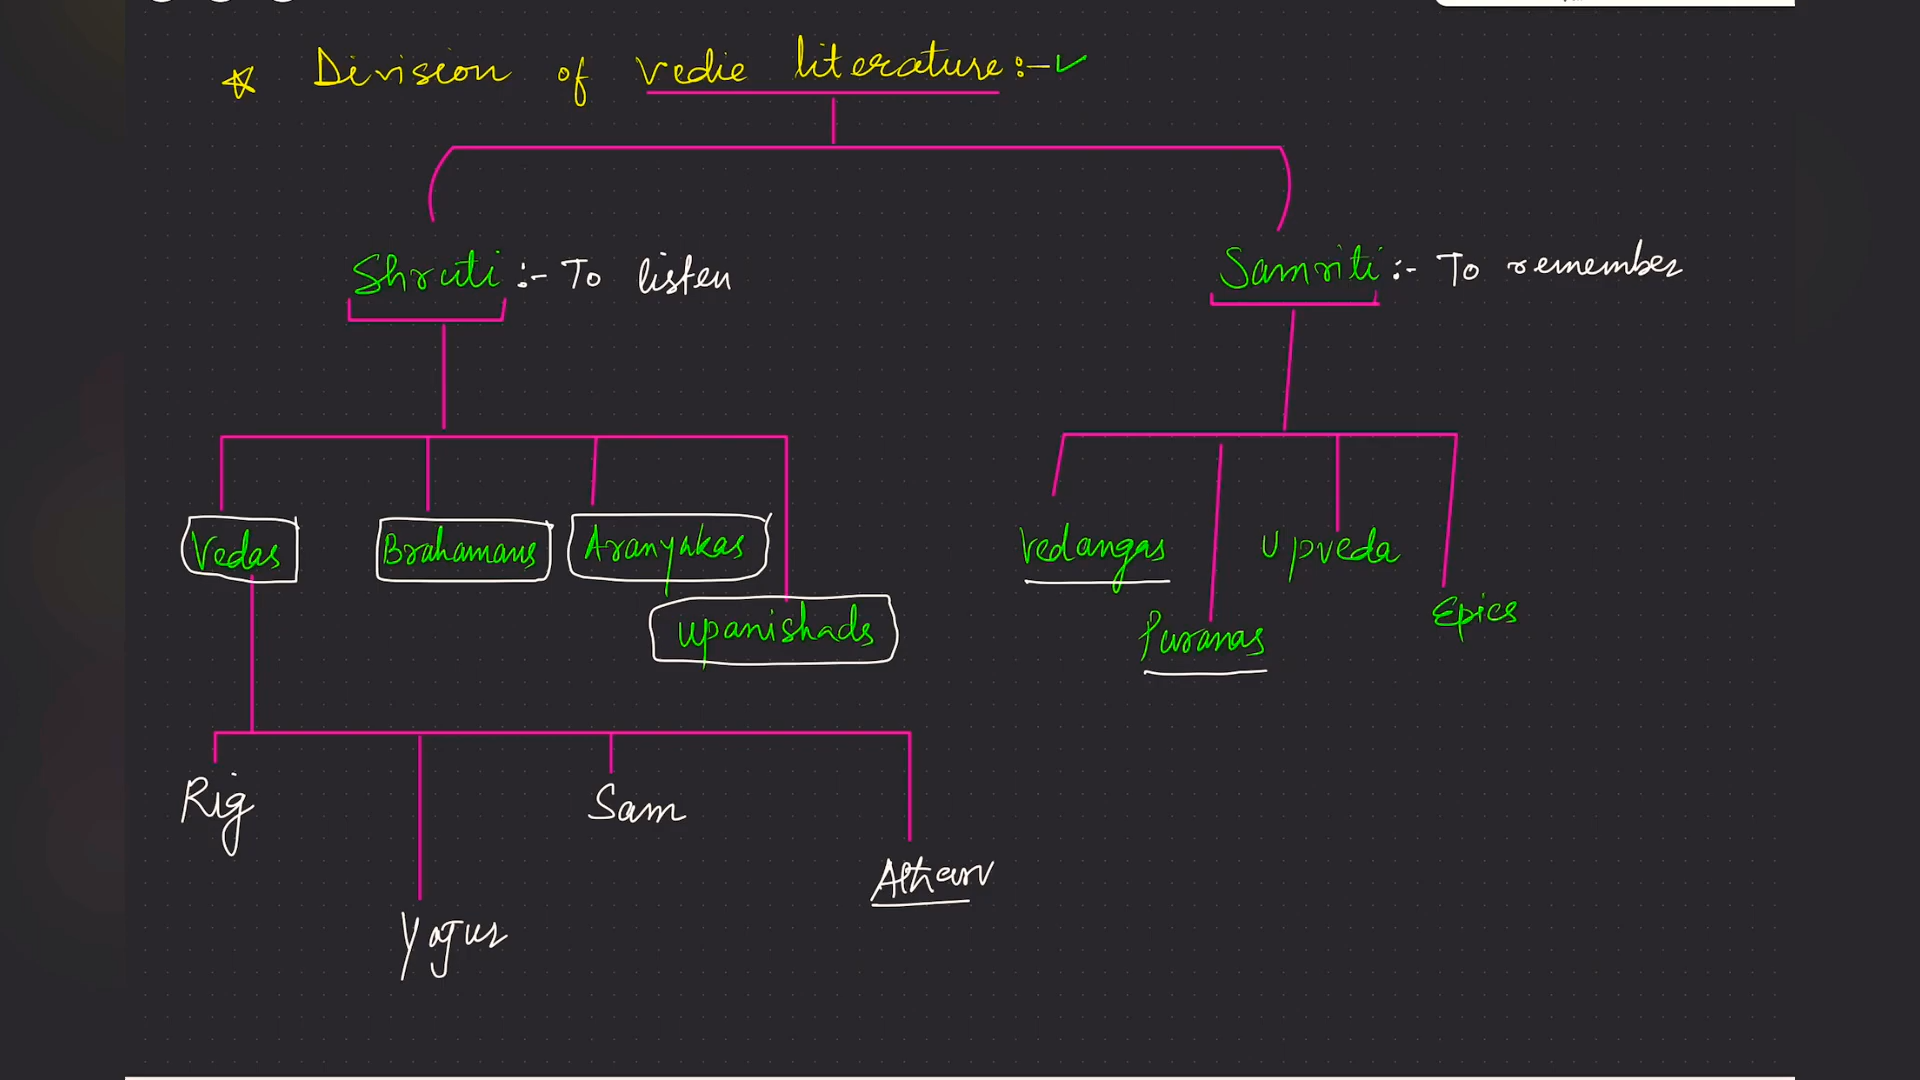 ☆ Division of Vedic literature :- ✓
Shruti :- To listen
Samriti :- To remember
Vedas
Brahamans
Aranyakas
Upanishads
Vedangas
Puranas
Upveda
Epics
Rig
Yajur
Sam
Atharv